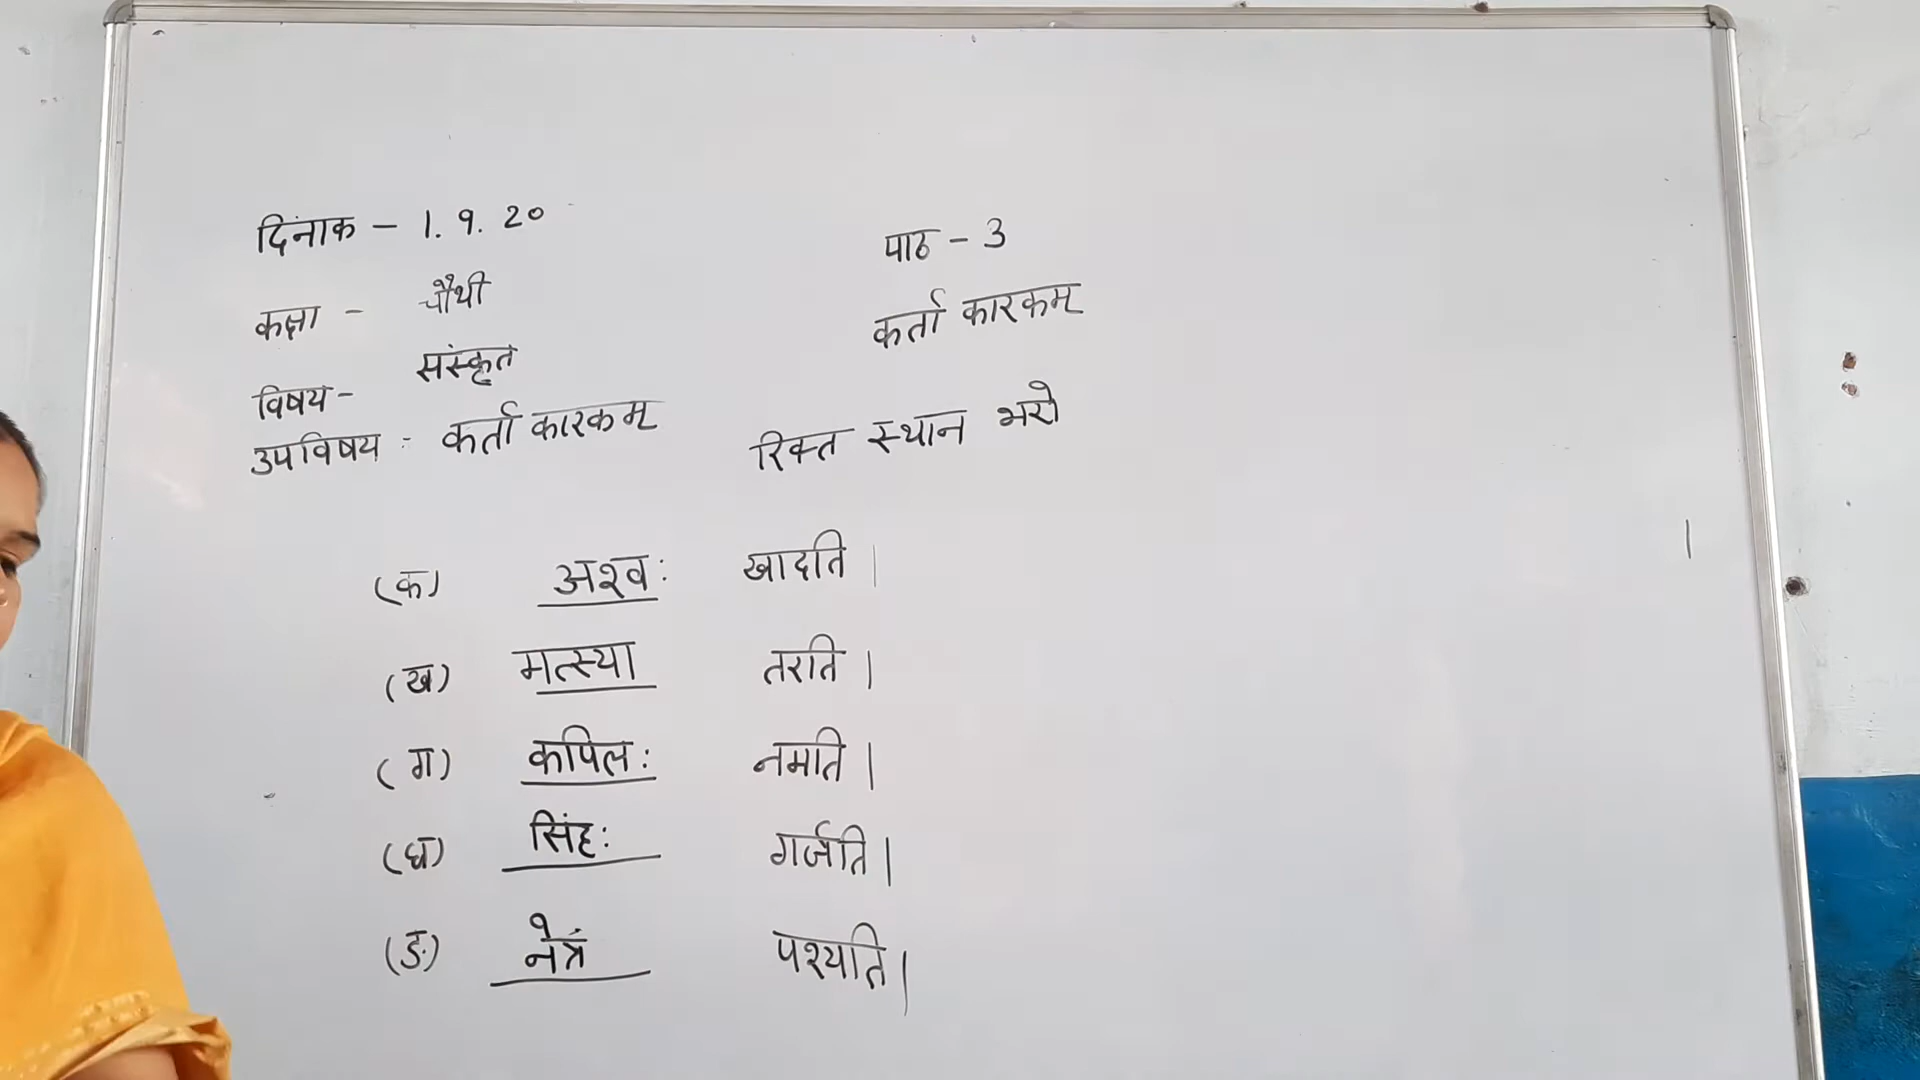 दिंनाक - 1. 9. 20
कक्षा - चौथी
विषय- संस्कृत
उपविषय - कर्ता कारकम्
पाठ - 3
कर्ता कारकम्
रिक्त स्थान भरो
(क) अश्वः खादति ।
(ख) मत्स्या तरति ।
(ग) कपिलः नमति ।
(घ) सिंहः गर्जति ।
(ङ) नेत्रं पश्यति ।